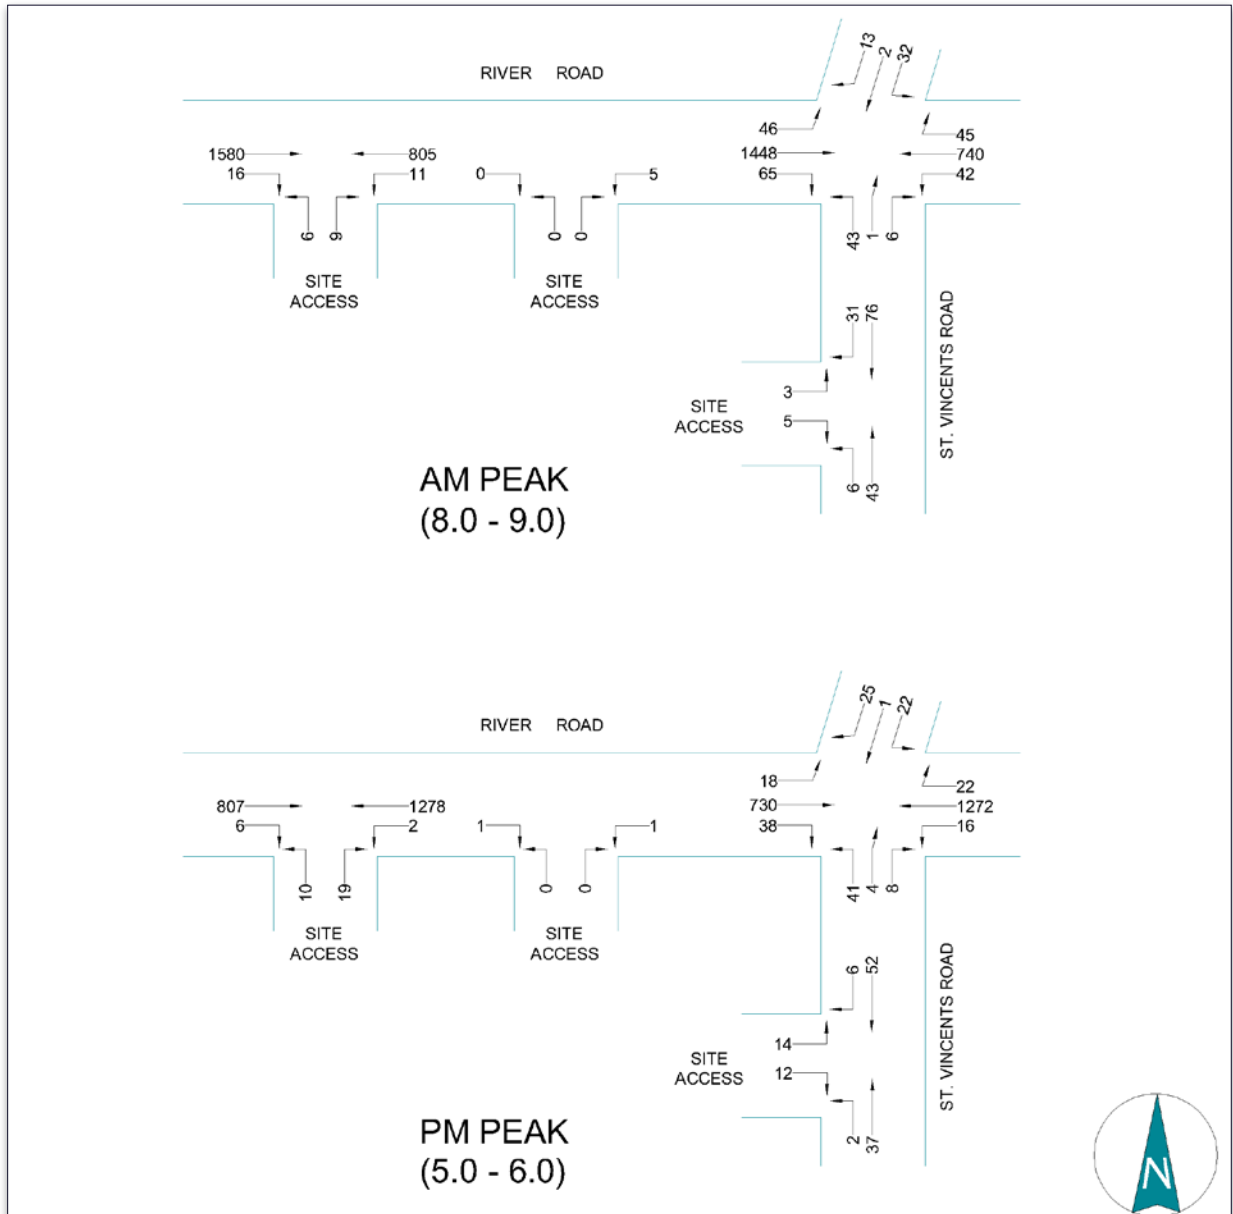 13 2 32
RIVER ROAD
46 45
1580 805 1448 740
16 11 0 5 65 42
6 9 0 0 43 1 6
SITE ACCESS SITE ACCESS
31 76
ST. VINCENTS ROAD
3
SITE ACCESS
5
6 43
AM PEAK
(8.0 - 9.0)
25 1 22
RIVER ROAD
18 22
807 1278 730 1272
6 2 1 1 38 16
10 19 0 0 41 4 8
SITE ACCESS SITE ACCESS
6 52
ST. VINCENTS ROAD
14
SITE ACCESS
12
2 37
PM PEAK
(5.0 - 6.0)
N